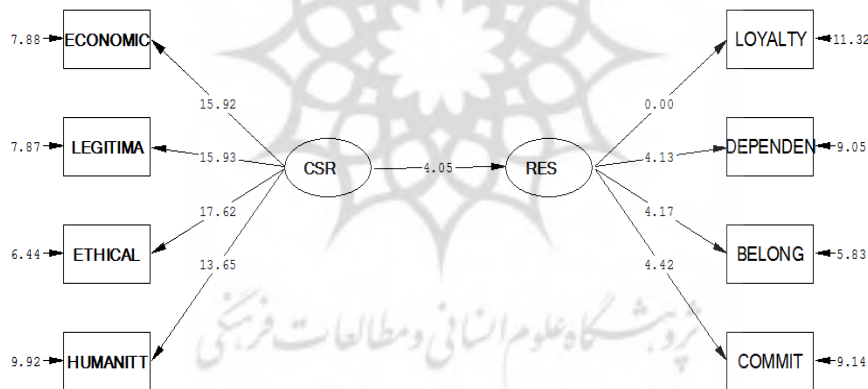 7.88 ECONOMIC LOYALTY 11.32
15.92 0.00
7.87 LEGITIMA 15.93 CSR 4.05 RES 4.13 DEPENDEN 9.05
17.62 4.17
6.44 ETHICAL 13.65 4.42 BELONG 5.83
پژوهشگاه علوم انسانی و مطالعات فرهنگی
9.92 HUMANITT COMMIT 9.14